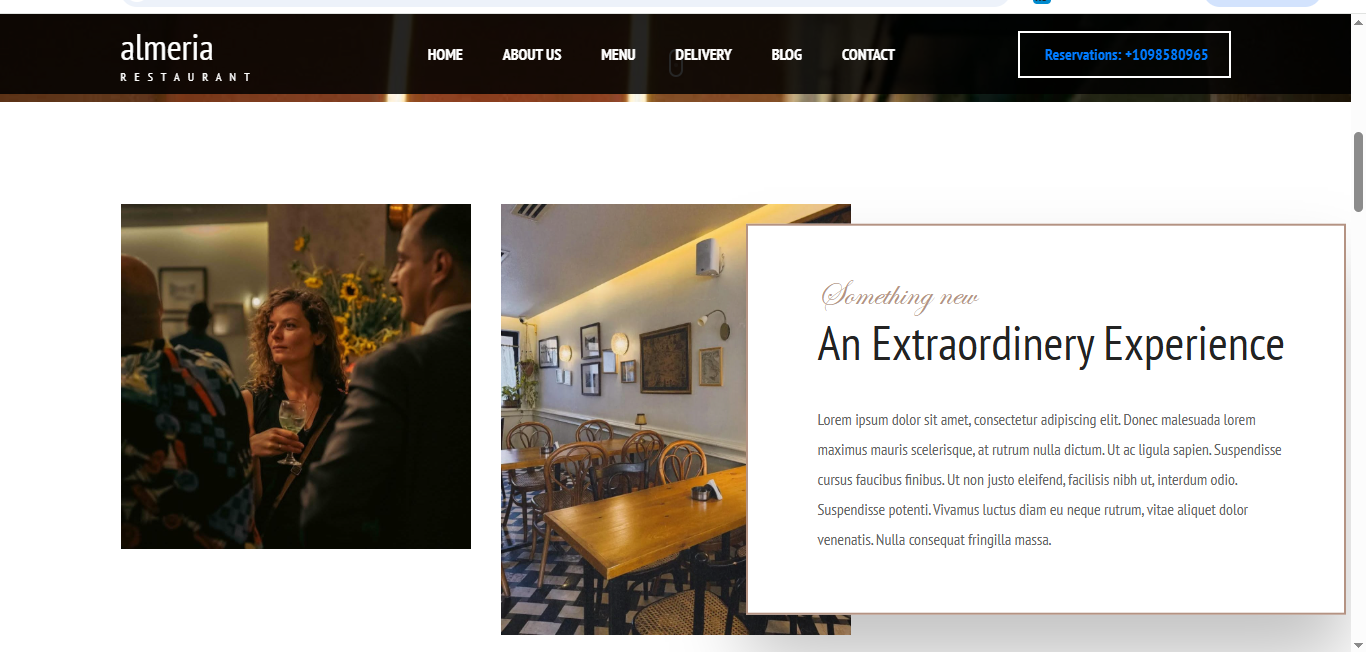 almeria
RESTAURANT
HOME
ABOUT US
MENU
DELIVERY
BLOG
CONTACT
Reservations: +1098580965
Something new
An Extraordinery Experience
Lorem ipsum dolor sit amet, consectetur adipiscing elit. Donec malesuada lorem
maximus mauris scelerisque, at rutrum nulla dictum. Ut ac ligula sapien. Suspendisse
cursus faucibus finibus. Ut non justo eleifend, facilisis nibh ut, interdum odio.
Suspendisse potenti. Vivamus luctus diam eu neque rutrum, vitae aliquet dolor
venenatis. Nulla consequat fringilla massa.